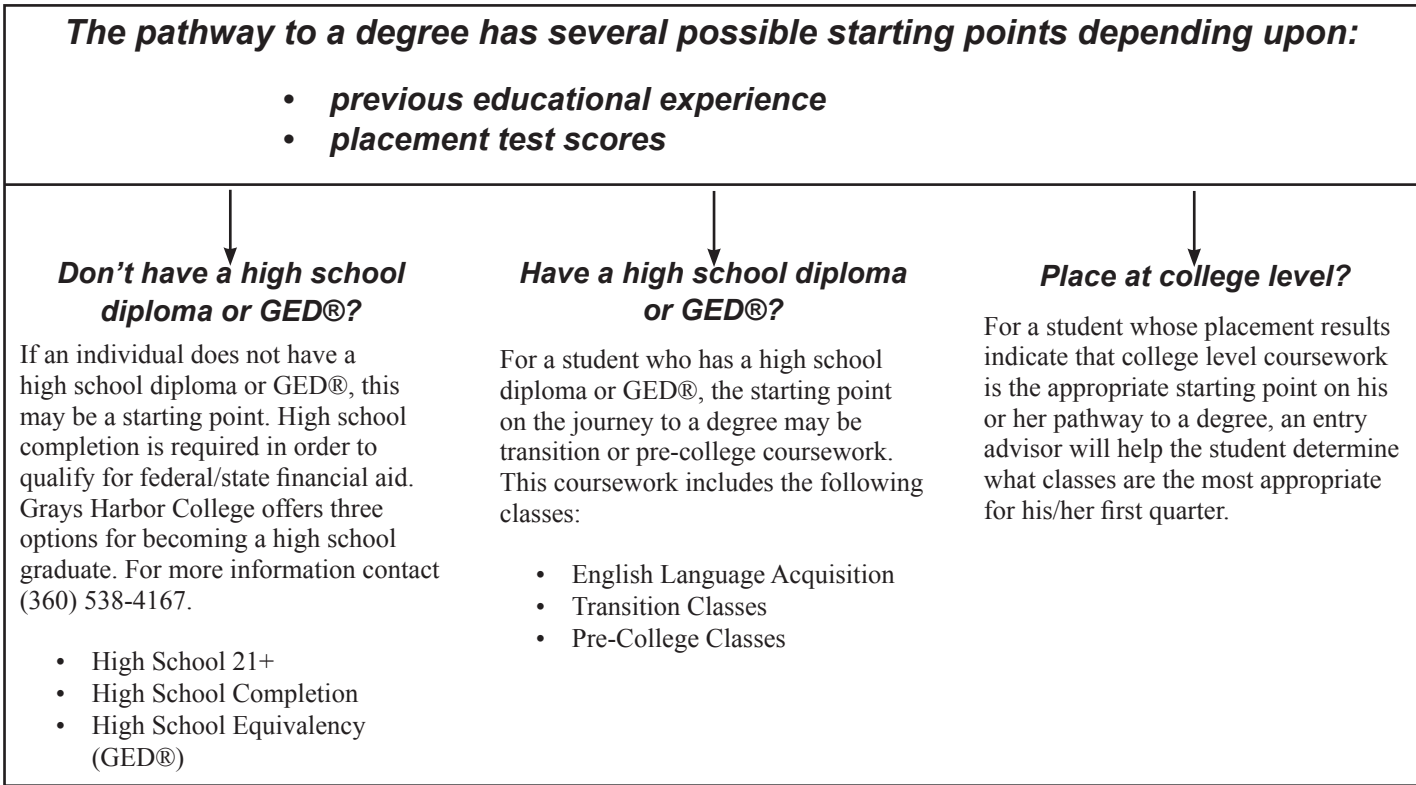 The pathway to a degree has several possible starting points depending upon:
• previous educational experience
• placement test scores
Don't have a high school
diploma or GED®?
If an individual does not have a
high school diploma or GED®, this
may be a starting point. High school
completion is required in order to
qualify for federal/state financial aid.
Grays Harbor College offers three
options for becoming a high school
graduate. For more information contact
(360) 538-4167.
• High School 21+
• High School Completion
• High School Equivalency
(GED®)
Have a high school diploma
or GED®?
For a student who has a high school
diploma or GED®, the starting point
on the journey to a degree may be
transition or pre-college coursework.
This coursework includes the following
classes:
• English Language Acquisition
• Transition Classes
• Pre-College Classes
Place at college level?
For a student whose placement results
indicate that college level coursework
is the appropriate starting point on his
or her pathway to a degree, an entry
advisor will help the student determine
what classes are the most appropriate
for his/her first quarter.